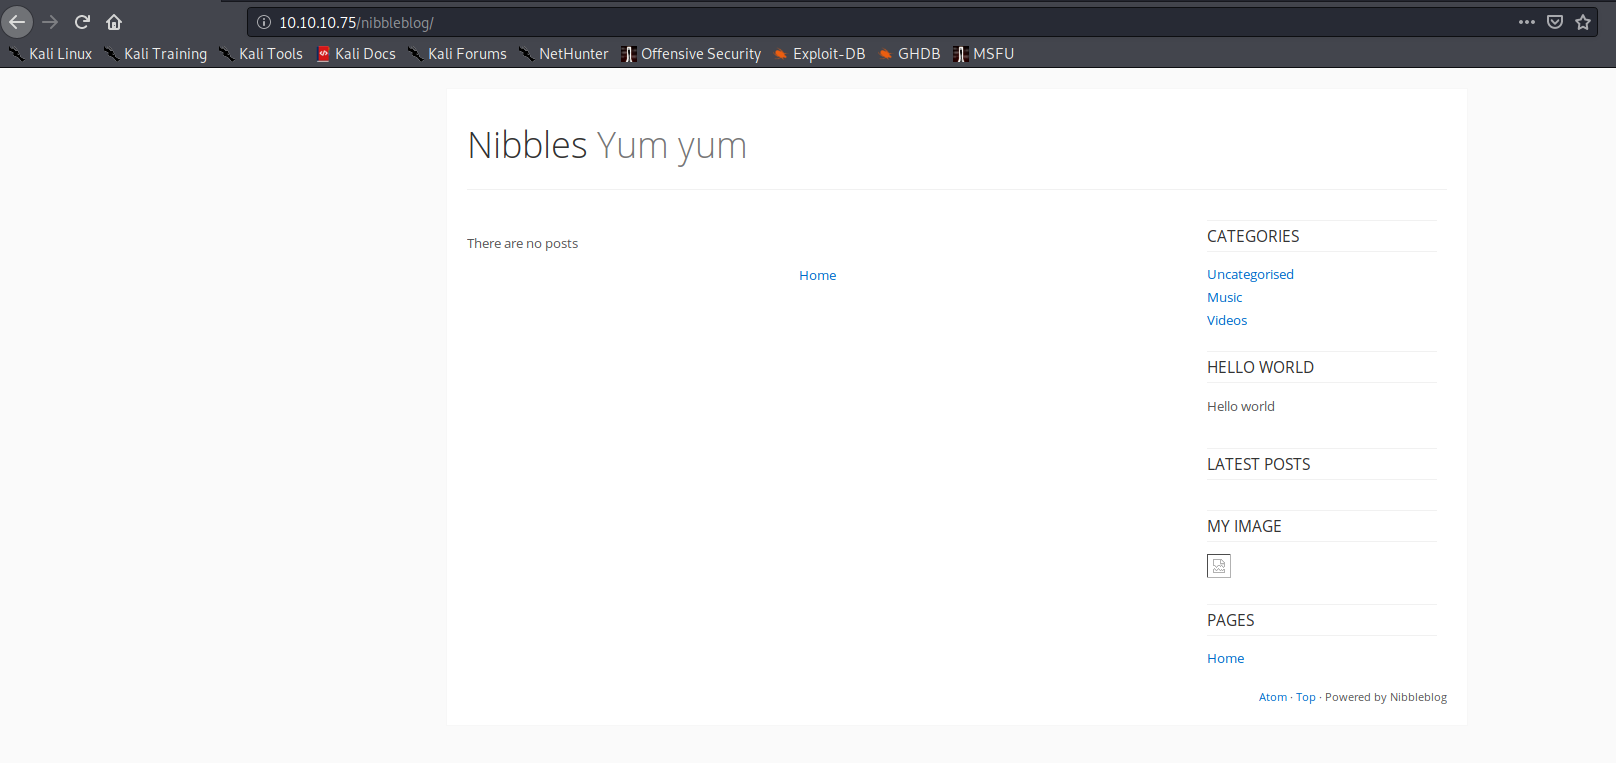 10.10.10.75/nibbleblog/
Kali Linux Kali Training Kali Tools Kali Docs Kali Forums NetHunter Offensive Security Exploit-DB GHDB MSFU
Nibbles Yum yum
There are no posts
Home
CATEGORIES
Uncategorised
Music
Videos
HELLO WORLD
Hello world
LATEST POSTS
MY IMAGE
PAGES
Home
Atom · Top · Powered by Nibbleblog